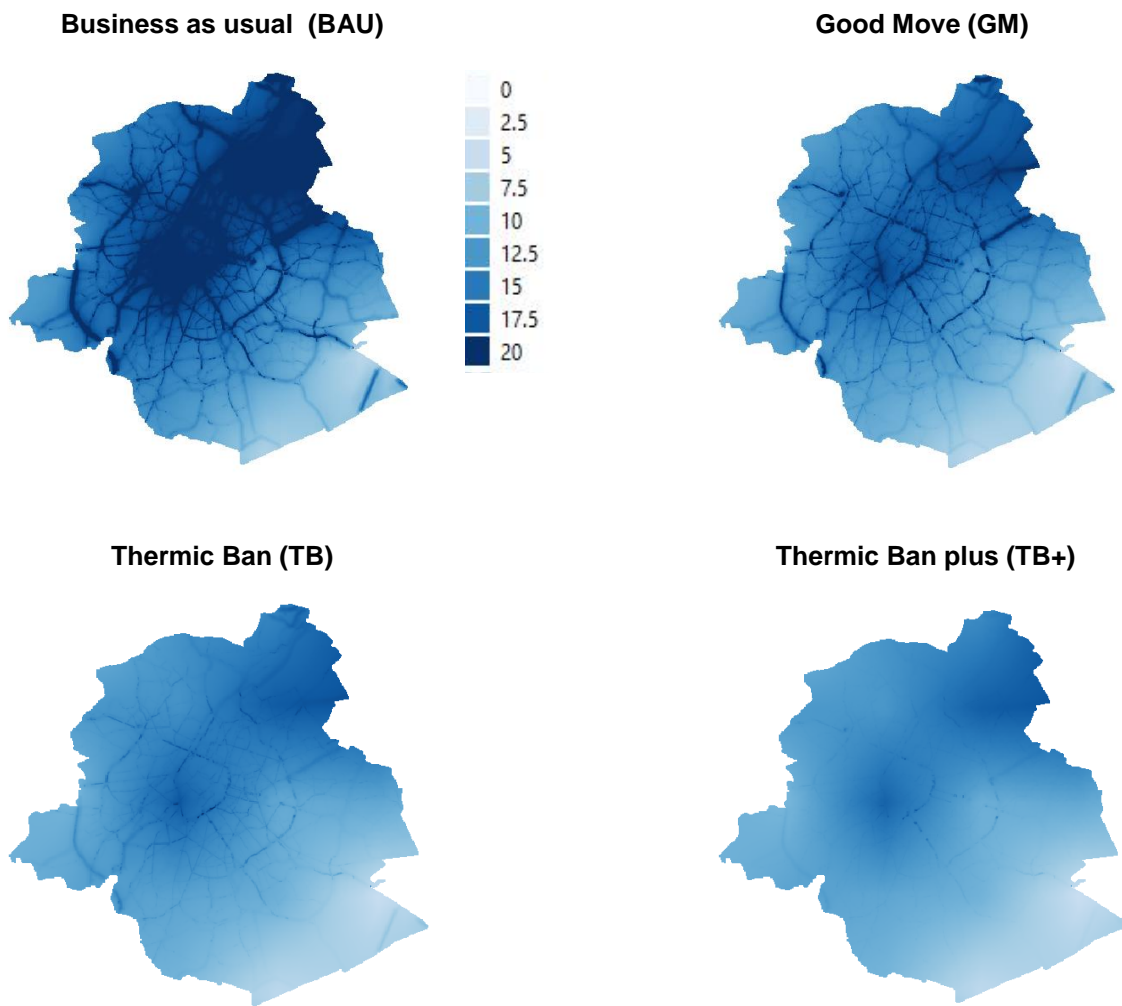 Business as usual  (BAU)
Good Move (GM)
0
2.5
5
7.5
10
12.5
15
17.5
20
Thermic Ban (TB)
Thermic Ban plus (TB+)